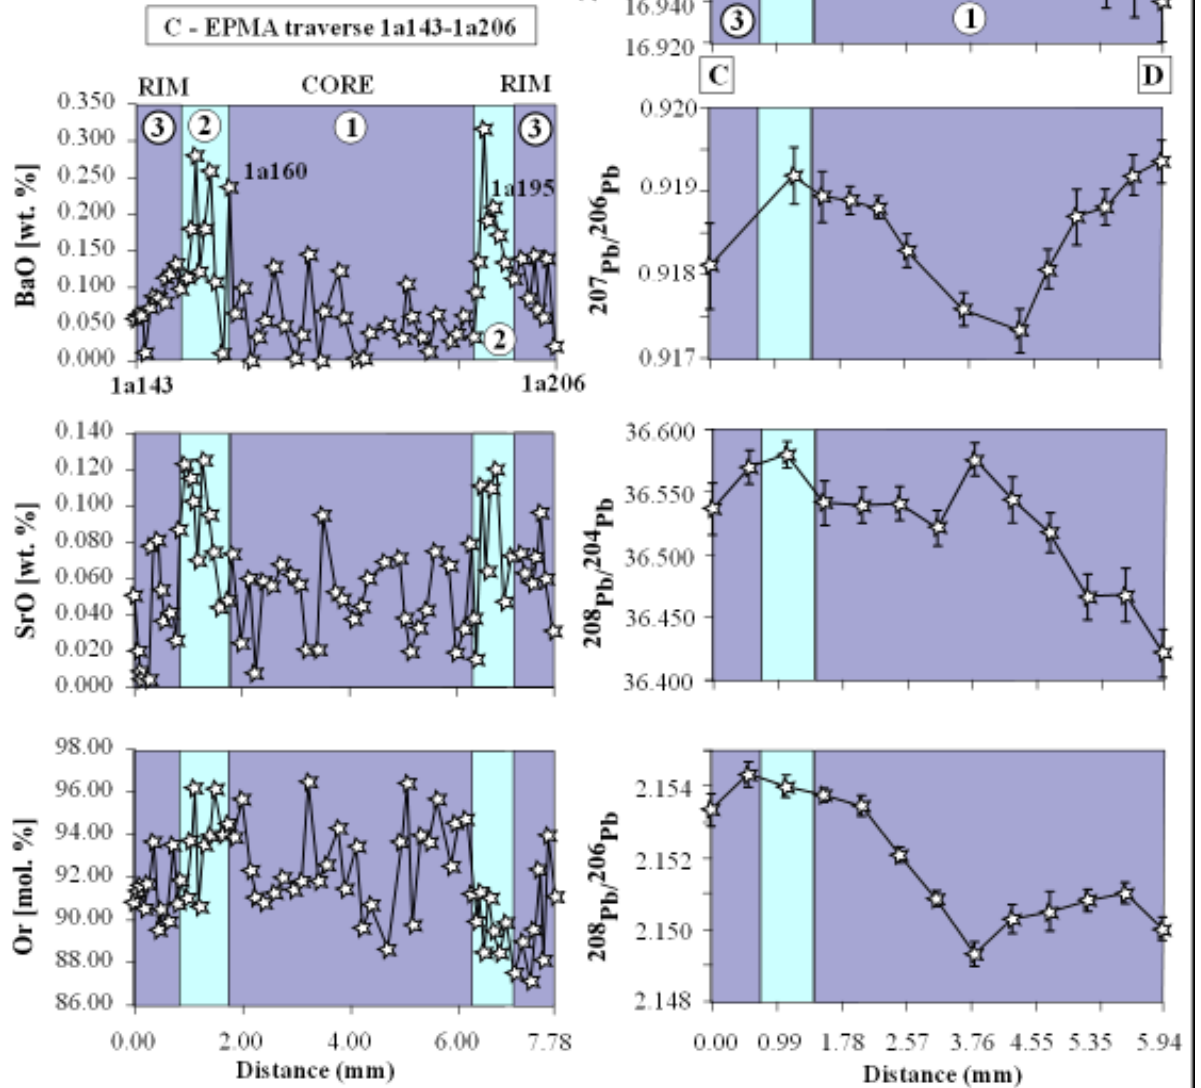 C - EPMA traverse 1a143-1a206
RIM CORE RIM
0.350
0.300
0.250
0.200
0.150
0.100
0.050
0.000
BaO [wt. %]
3 2 1 3
1a160
1a195
2
1a143 1a206
0.140
0.120
0.100
0.080
0.060
0.040
0.020
0.000
SrO [wt. %]
98.00
96.00
94.00
92.00
90.00
88.00
86.00
Or [mol. %]
0.00 2.00 4.00 6.00 7.78
Distance (mm)
16.940
16.920
3 1
C D
0.920
0.919
0.918
0.917
207Pb/206Pb
36.600
36.550
36.500
36.450
36.400
208Pb/204Pb
2.154
2.152
2.150
2.148
208Pb/206Pb
0.00 0.99 1.78 2.57 3.76 4.55 5.35 5.94
Distance (mm)